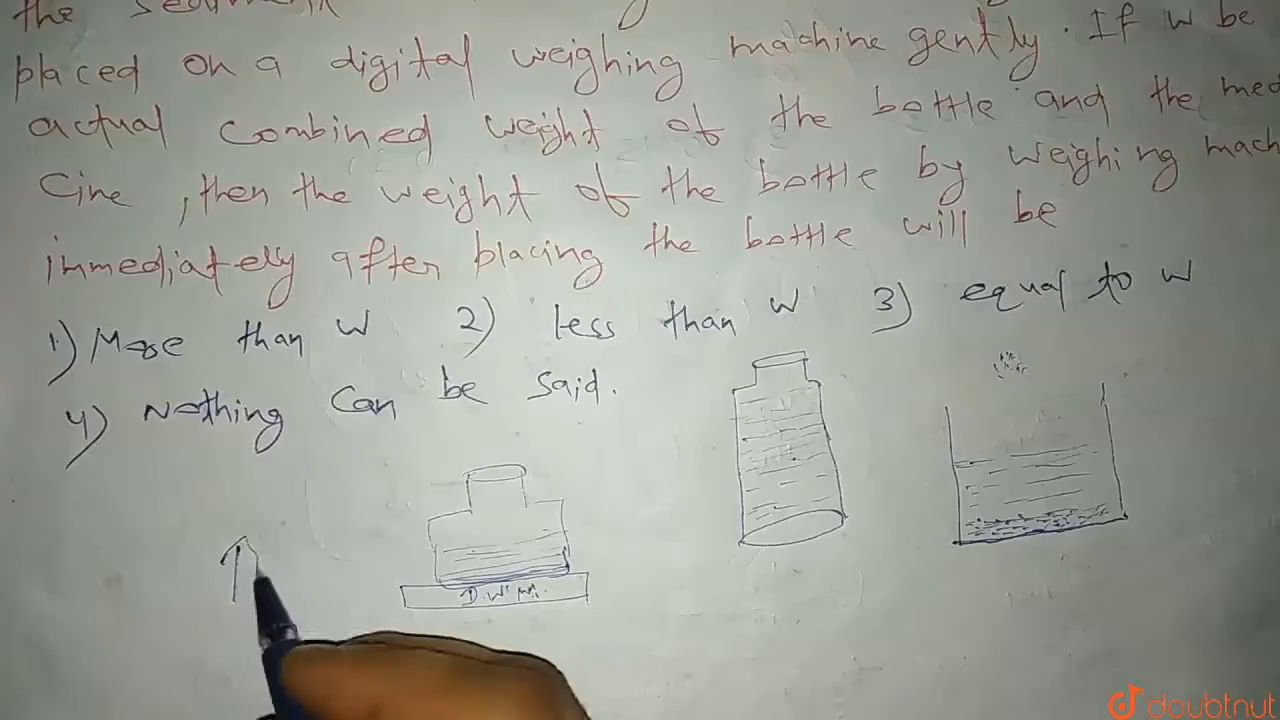 the
placed on a digital weighing machine gently. If w be
actual combined weight of the bottle and the med
cine, then the weight of the bottle by weighing mach
immediately after placing the bottle will be
1) More than W 2) less than W 3) equal to W
4) Nothing can be said.
D.W.M.
doubtnut